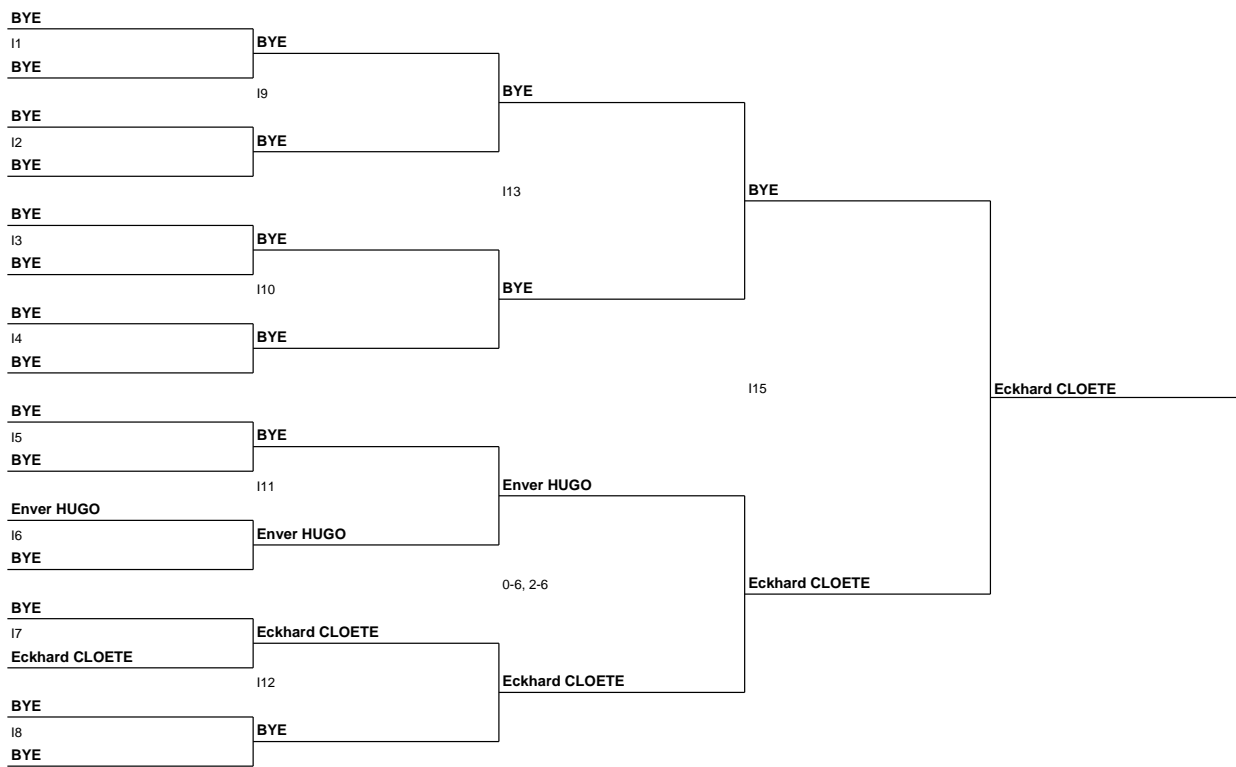 BYE
I1
BYE
BYE
I9
BYE
BYE
I2
BYE
BYE
I13
BYE
BYE
I3
BYE
BYE
I10
BYE
BYE
I4
BYE
BYE
I15
Eckhard CLOETE
BYE
I5
BYE
BYE
I11
Enver HUGO
Enver HUGO
I6
Enver HUGO
BYE
0-6, 2-6
Eckhard CLOETE
BYE
I7
Eckhard CLOETE
Eckhard CLOETE
I12
Eckhard CLOETE
BYE
I8
BYE
BYE